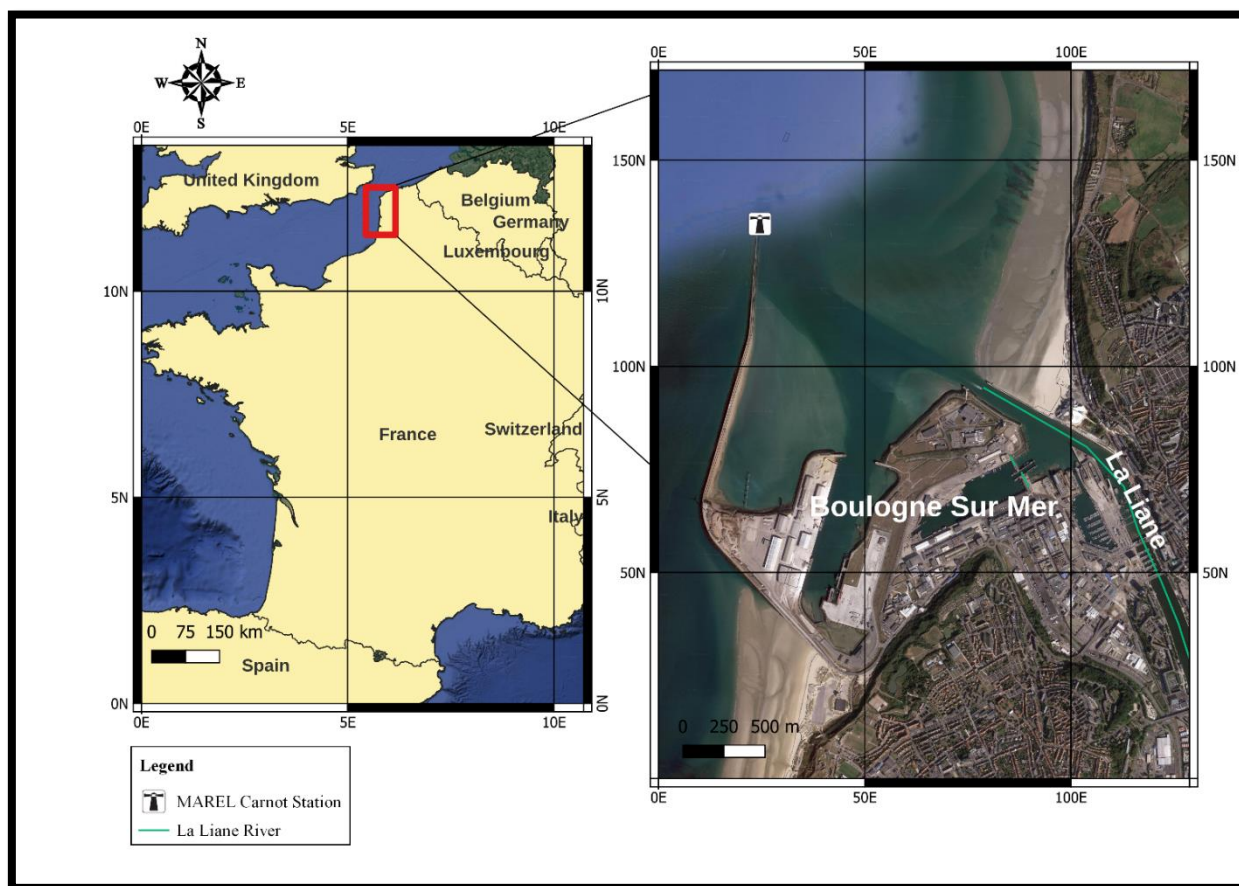 N
W
E
S
0E
5E
10E
United Kingdom
Belgium
Germany
Luxembourg
10N
10N
France
Switzerland
5N
5N
Italy
0 75 150 km
Spain
0N
0N
0E
5E
10E
Legend
MAREL Carnot Station
La Liane River
0E
50E
100E
150N
150N
100N
100N
La Liane
Boulogne Sur Mer.
50N
50N
0 250 500 m
0E
50E
100E